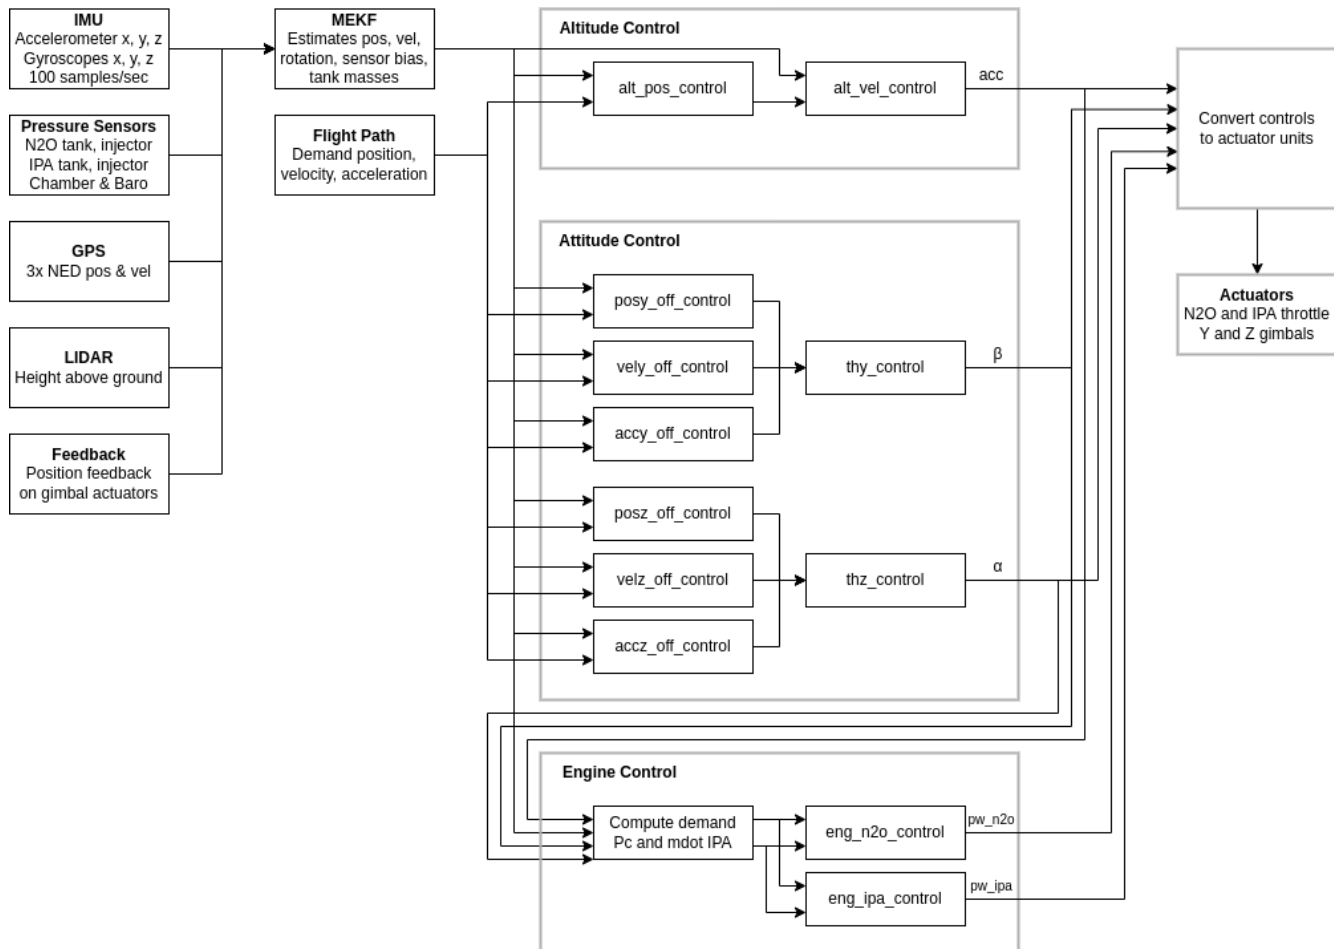 IMU
Accelerometer x, y, z
Gyroscopes x, y, z
100 samples/sec
Pressure Sensors
N2O tank, injector
IPA tank, injector
Chamber & Baro
GPS
3x NED pos & vel
LIDAR
Height above ground
Feedback
Position feedback
on gimbal actuators
MEKF
Estimates pos, vel,
rotation, sensor bias,
tank masses
Flight Path
Demand position,
velocity, acceleration
Altitude Control
alt_pos_control
alt_vel_control
acc
Attitude Control
posy_off_control
vely_off_control
accy_off_control
thy_control
β
posz_off_control
velz_off_control
accz_off_control
thz_control
α
Engine Control
Compute demand
Pc and mdot IPA
eng_n2o_control
pw_n2o
eng_ipa_control
pw_ipa
Convert controls
to actuator units
Actuators
N2O and IPA throttle
Y and Z gimbals